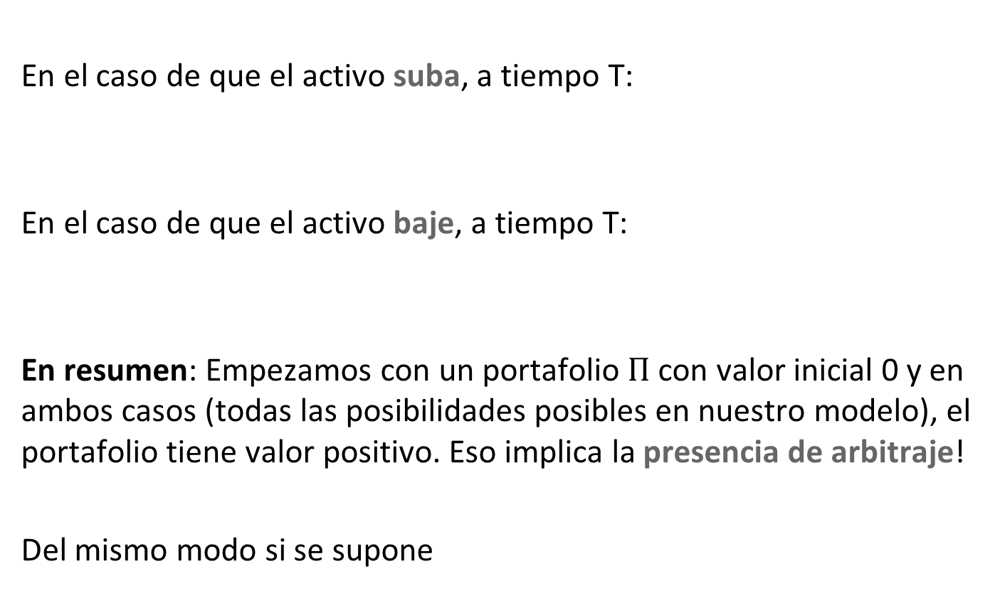 En el caso de que el activo suba, a tiempo T:
En el caso de que el activo baje, a tiempo T:
En resumen: Empezamos con un portafolio Π con valor inicial 0 y en
ambos casos (todas las posibilidades posibles en nuestro modelo), el
portafolio tiene valor positivo. Eso implica la presencia de arbitraje!
Del mismo modo si se supone